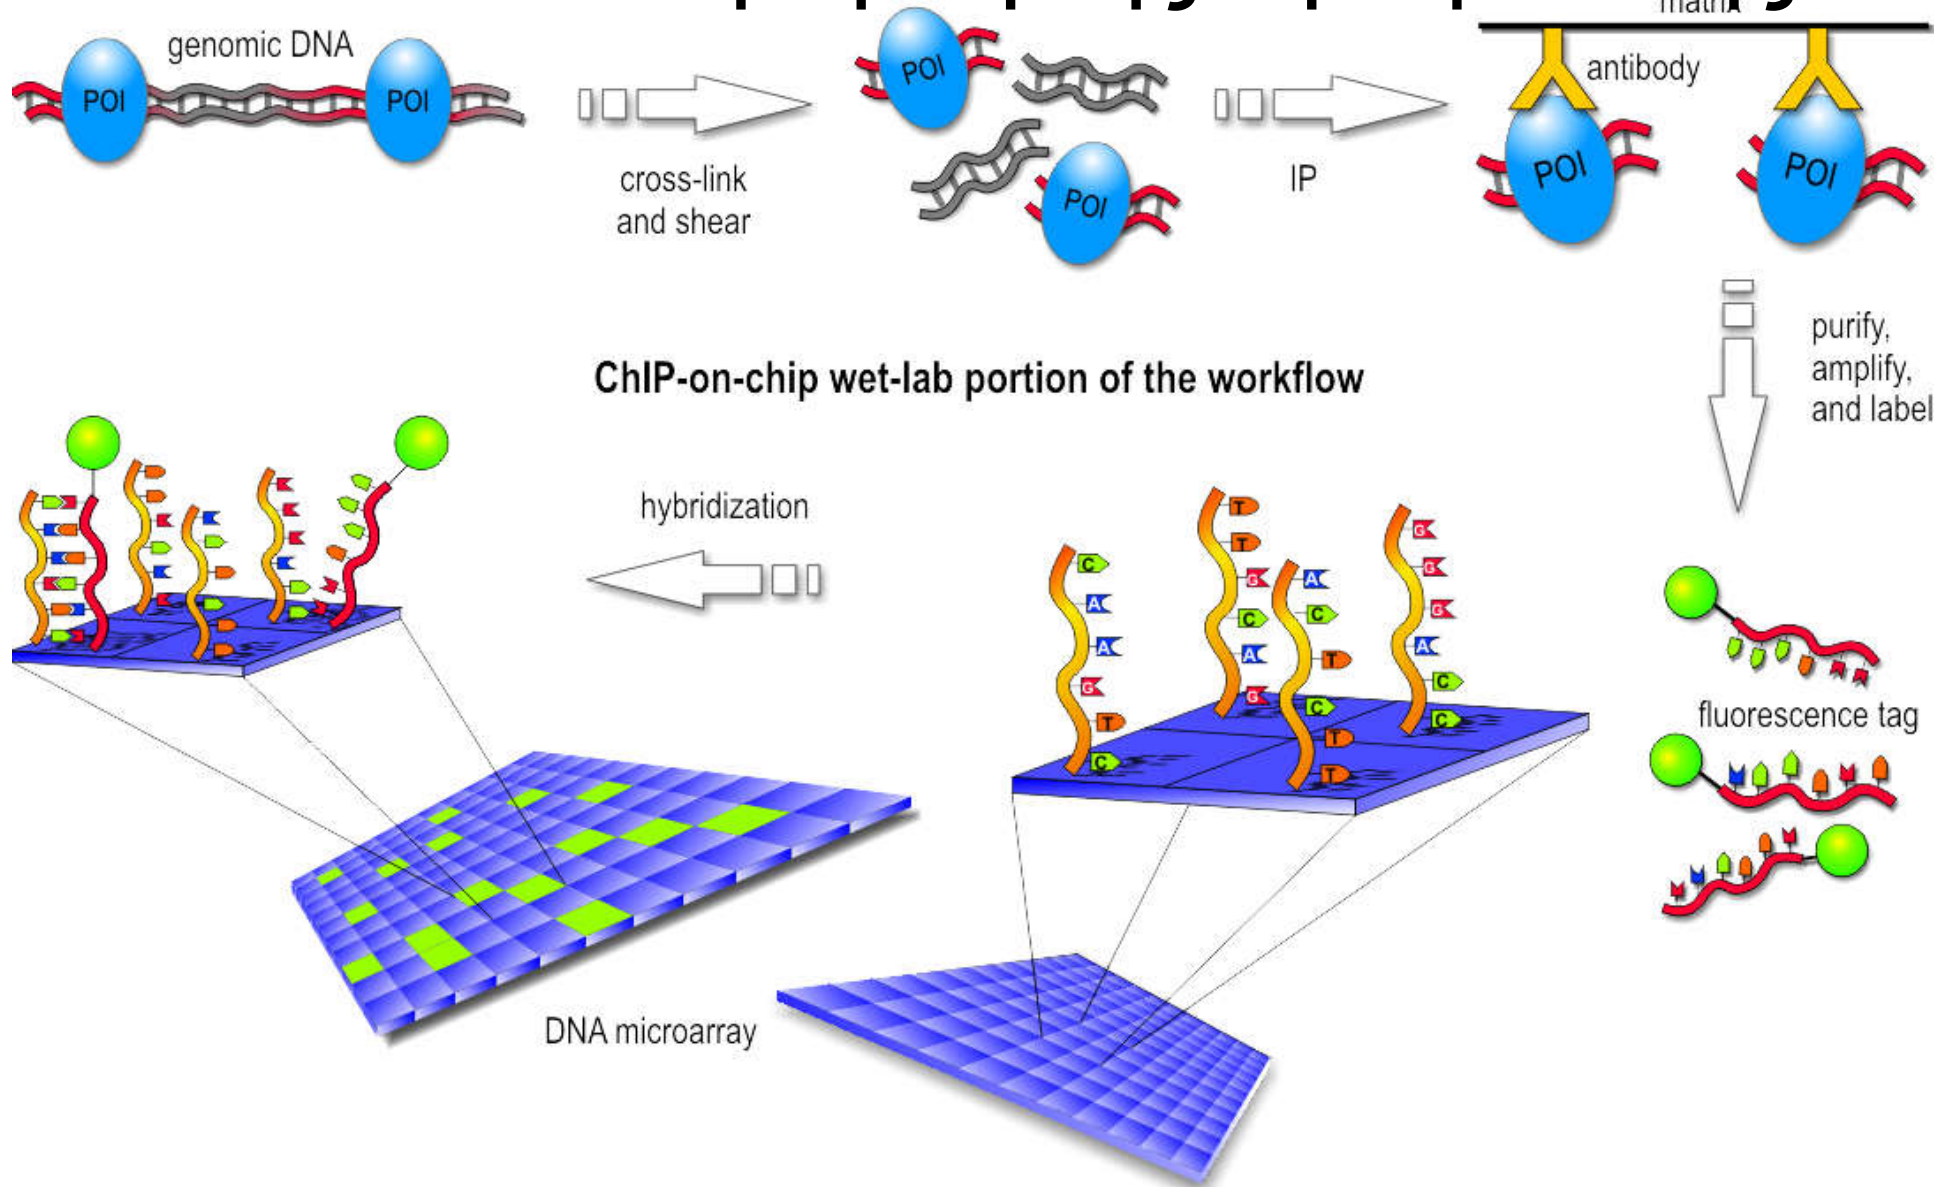 genomic DNA
POI
POI
cross-link
and shear
POI
POI
IP
matrix
antibody
POI
POI
purify,
amplify,
and label
ChIP-on-chip wet-lab portion of the workflow
hybridization
C
A
A
G
T
C
T
T
G
C
A
G
A
C
T
C
T
T
G
G
G
A
C
C
fluorescence tag
DNA microarray